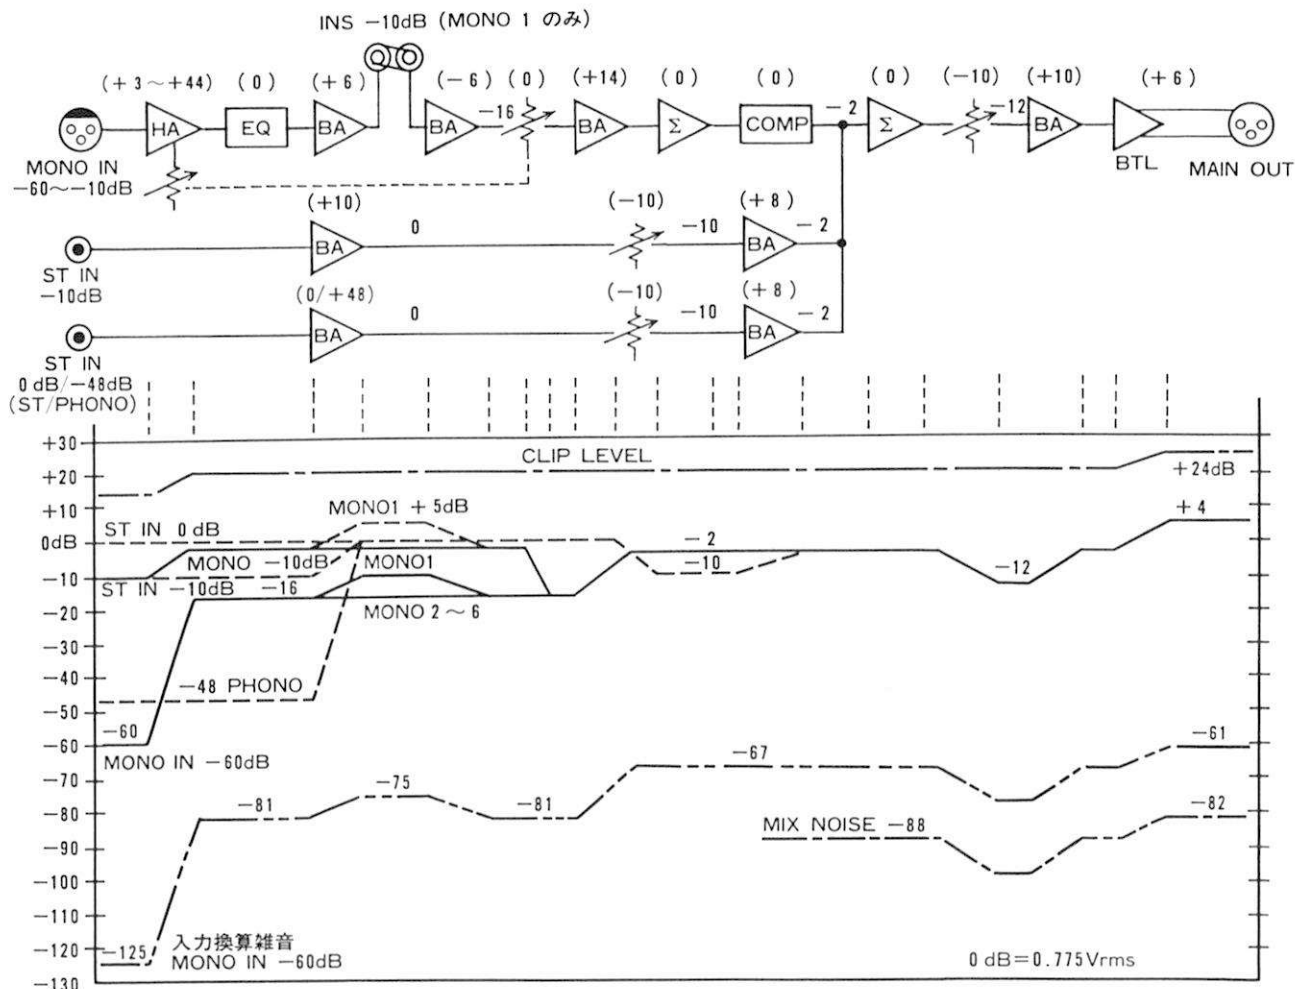 INS −10dB (MONO 1 のみ)
(+3〜+44) (0) (+6) (−6) (0) (+14) (0) (0) (0) (−10) (+10) (+6)
HA EQ BA BA −16 BA Σ COMP −2 Σ −12 BA
MONO IN
−60〜−10dB
BTL MAIN OUT
(+10) 0 (−10) −10 (+8) −2
BA BA
ST IN
−10dB
(0/+48) 0 (−10) −10 (+8) −2
BA BA
ST IN
0dB/−48dB
(ST/PHONO)
+30
CLIP LEVEL
+20
+24dB
+10
MONO1 +5dB
+4
ST IN 0dB
0dB
−2
MONO −10dB MONO1
−10
−10
−12
ST IN −10dB −16
MONO 2〜6
−20
−30
−40
−48 PHONO
−50
−60
−60
−61
MONO IN −60dB
−67
−70
−75
−80
−81 −81
−82
MIX NOISE −88
−90
−100
−110
−120
−125
入力換算雑音
MONO IN −60dB
0dB=0.775Vrms
−130